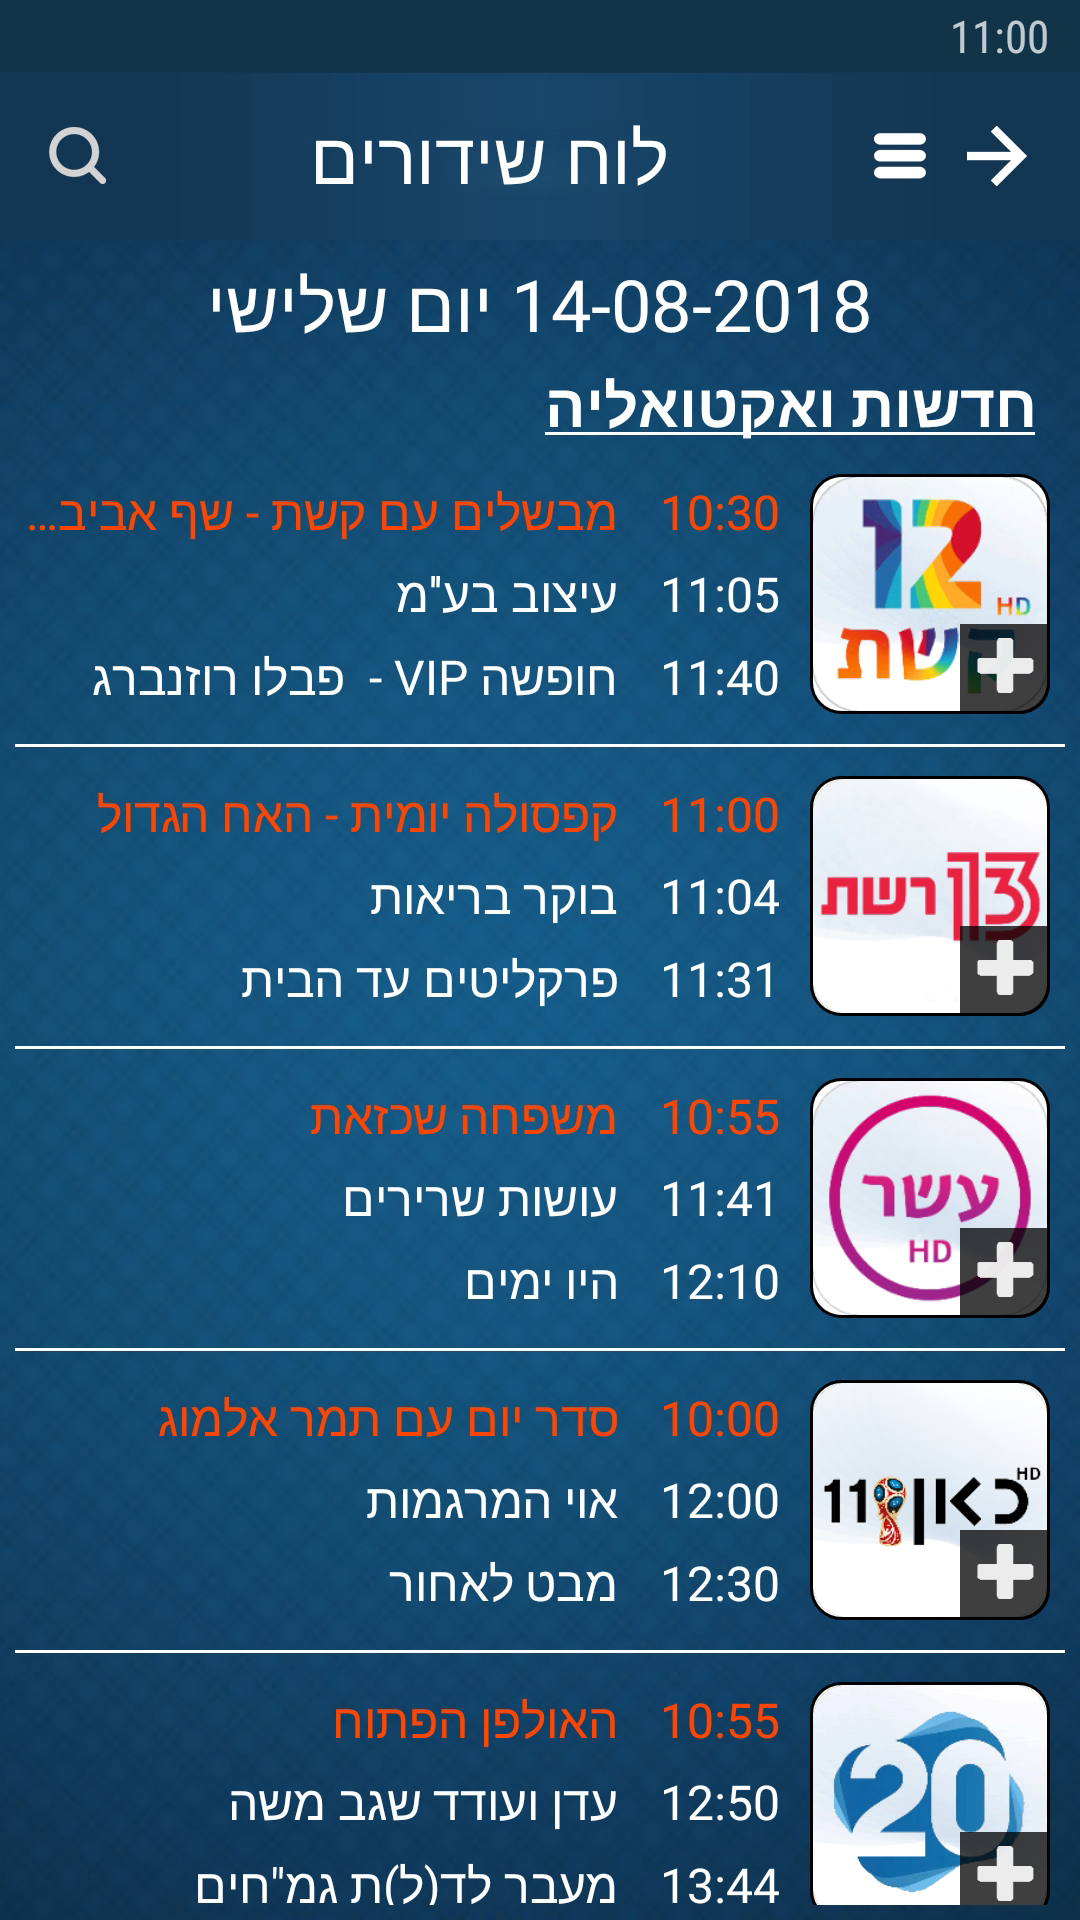 11:00
לוח שידורים
14-08-2018 יום שלישי
חדשות ואקטואליה
12 HD
קשת
10:30 מבשלים עם קשת - שף אביב...
11:05 עיצוב בע"מ
11:40 חופשה VIP - פבלו רוזנברג
13 רשת
11:00 קפסולה יומית - האח הגדול
11:04 בוקר בריאות
11:31 פרקליטים עד הבית
עשר
HD
10:55 משפחה שכזאת
11:41 עושות שרירים
12:10 היו ימים
כאן 11 HD
10:00 סדר יום עם תמר אלמוג
12:00 אוי המרגמות
12:30 מבט לאחור
20
10:55 האולפן הפתוח
12:50 עדן ועודד שגב משה
13:44 מעבר לד(ל)ת גמ"חים